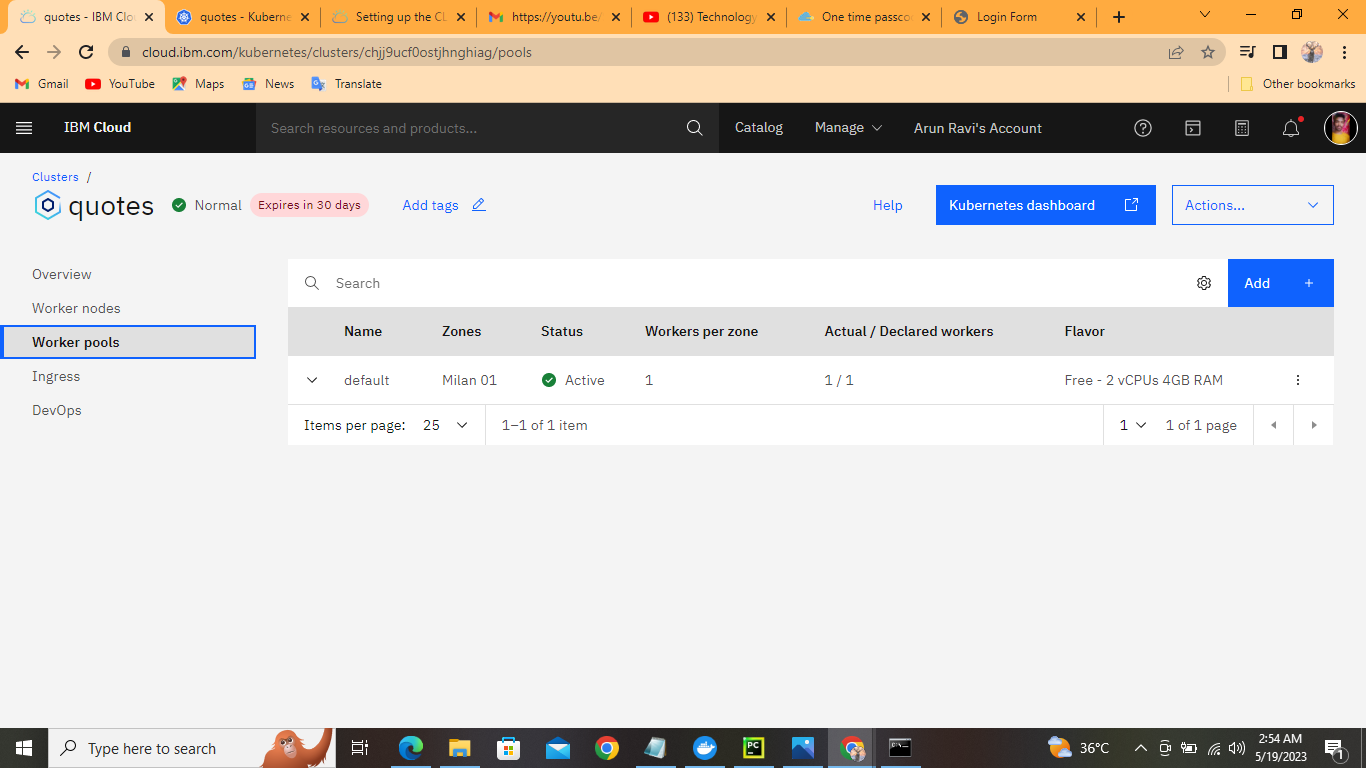 quotes - IBM Clou
quotes - Kuberne
Setting up the CL
https://youtu.be/
(133) Technology
One time passco
Login Form
cloud.ibm.com/kubernetes/clusters/chjj9ucf0ostjhnghiag/pools
Gmail
YouTube
Maps
News
Translate
Other bookmarks
IBM Cloud
Search resources and products...
Catalog
Manage
Arun Ravi's Account
Clusters /
quotes
Normal
Expires in 30 days
Add tags
Help
Kubernetes dashboard
Actions...
Overview
Worker nodes
Worker pools
Ingress
DevOps
Search
Add +
Name Zones Status Workers per zone Actual / Declared workers Flavor
default Milan 01 Active 1 1 / 1 Free - 2 vCPUs 4GB RAM
Items per page: 25 1–1 of 1 item 1 1 of 1 page
Type here to search
PC
36°C
2:54 AM
5/19/2023
1